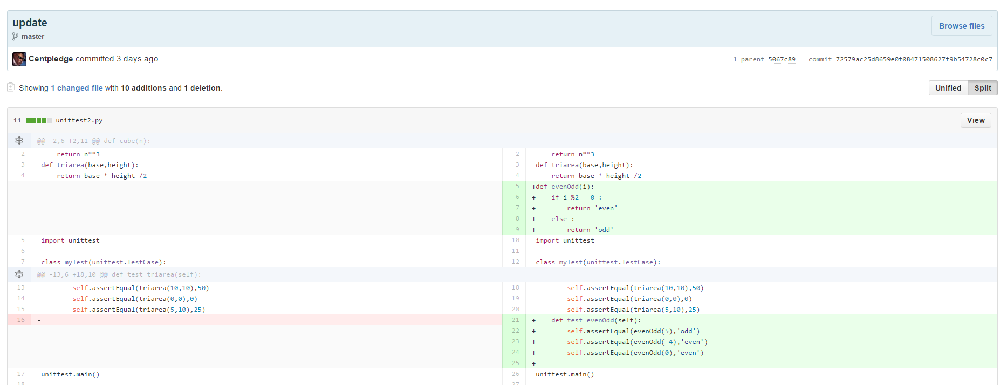 update
Browse files
master
Centpledge committed 3 days ago
1 parent 5067c89 commit 72579ac25d8659e0f08471508627f9b54728c0c7
Showing 1 changed file with 10 additions and 1 deletion.
Unified Split
11 unittest2.py
View
@@ -2,6 +2,11 @@ def cube(n):
2     return n**3 2     return n**3
3 def triarea(base,height): 3 def triarea(base,height):
4     return base * height /2 4     return base * height /2
5 +def evenOdd(i):
6 +    if i %2 ==0 :
7 +        return 'even'
8 +    else :
9 +        return 'odd'
5 import unittest 10 import unittest
6 11
7 class myTest(unittest.TestCase): 12 class myTest(unittest.TestCase):
@@ -13,6 +18,10 @@ def test_triarea(self):
13         self.assertEqual(triarea(10,10),50) 18         self.assertEqual(triarea(10,10),50)
14         self.assertEqual(triarea(0,0),0) 19         self.assertEqual(triarea(0,0),0)
15         self.assertEqual(triarea(5,10),25) 20         self.assertEqual(triarea(5,10),25)
16 - 21 +    def test_evenOdd(self):
22 +        self.assertEqual(evenOdd(5),'odd')
23 +        self.assertEqual(evenOdd(-4),'even')
24 +        self.assertEqual(evenOdd(0),'even')
25 +
17 unittest.main() 26 unittest.main()
18 27